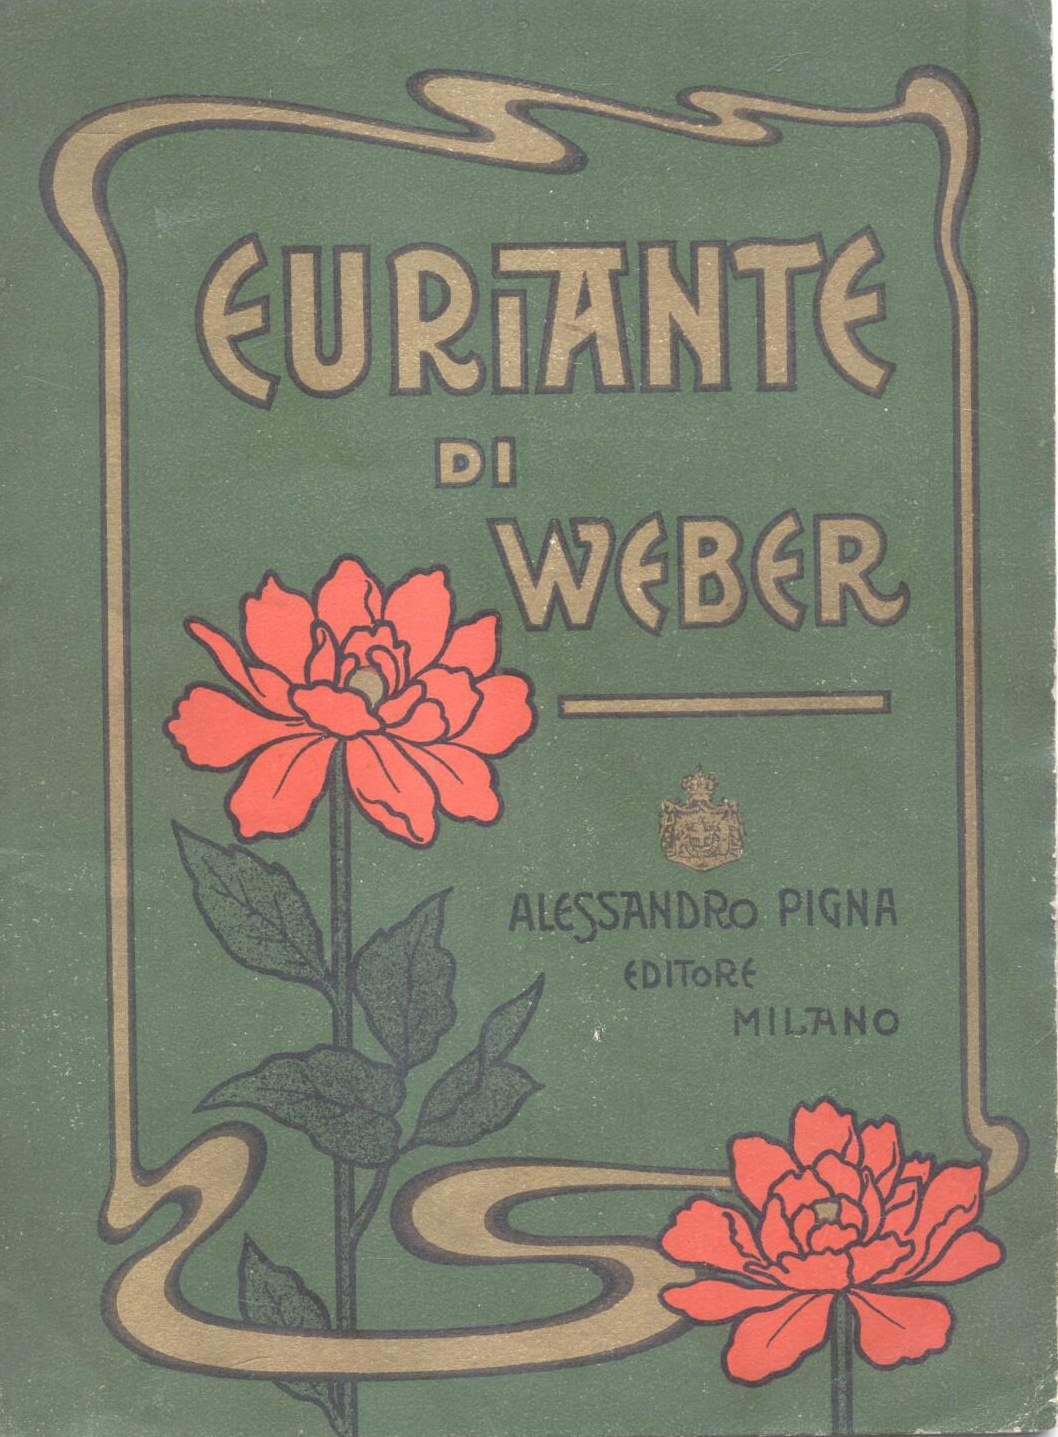 EURiANTE
DI
WEBER
ALESSANDRO PIGNA
EDITORE
MILANO